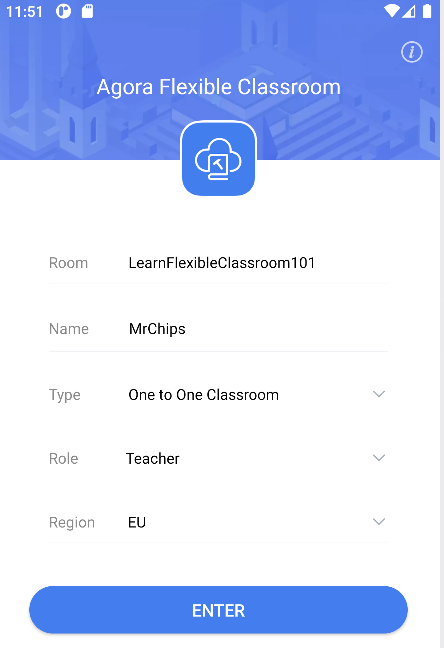 11:51
Agora Flexible Classroom
Room LearnFlexibleClassroom101
Name MrChips
Type One to One Classroom
Role Teacher
Region EU
ENTER